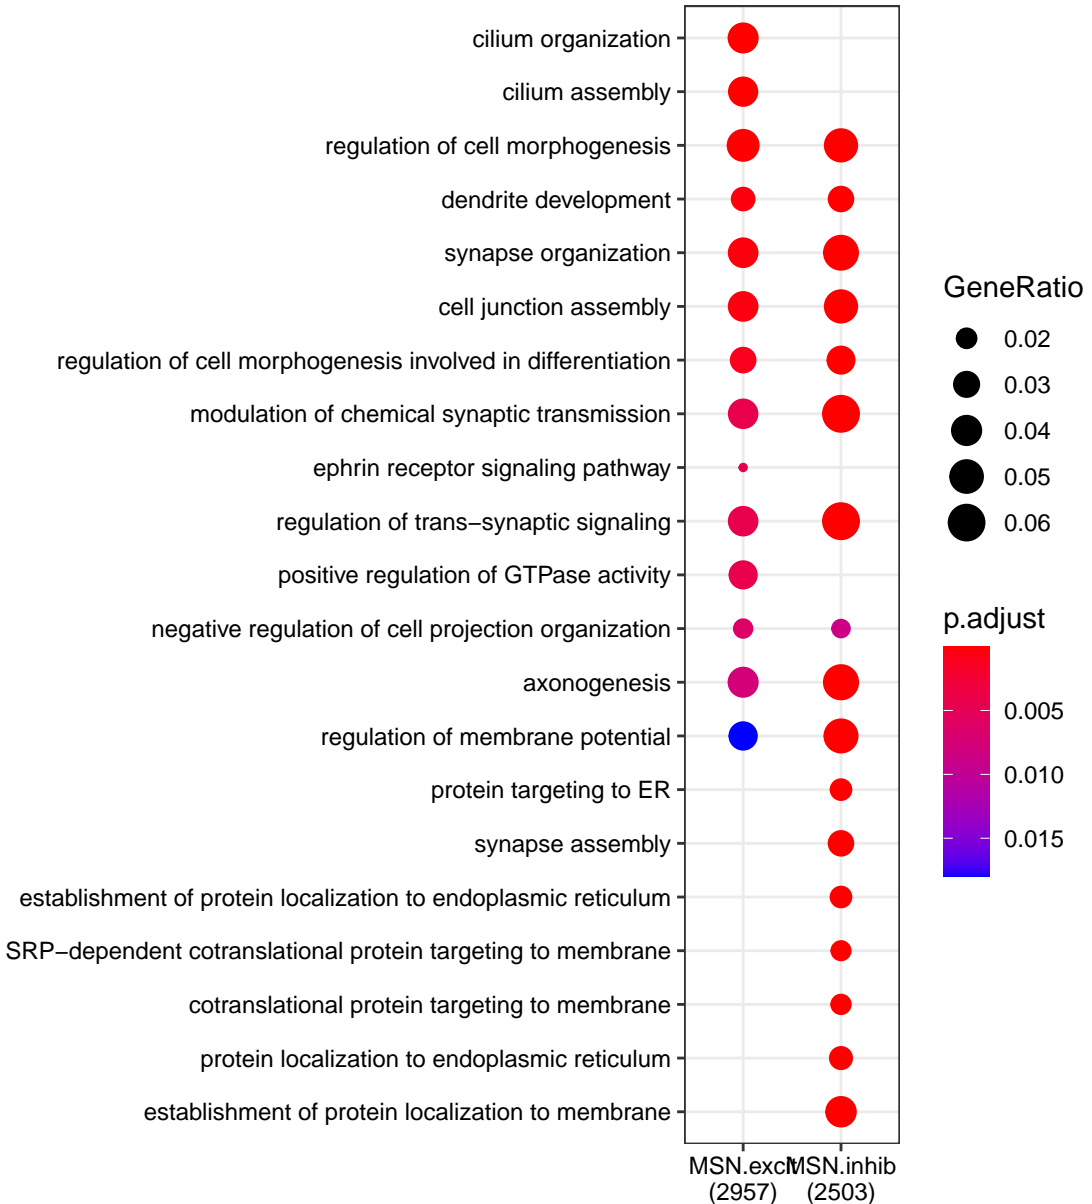 cilium organization
cilium assembly
regulation of cell morphogenesis
dendrite development
synapse organization
cell junction assembly
regulation of cell morphogenesis involved in differentiation
modulation of chemical synaptic transmission
ephrin receptor signaling pathway
regulation of trans−synaptic signaling
positive regulation of GTPase activity
negative regulation of cell projection organization
axonogenesis
regulation of membrane potential
protein targeting to ER
synapse assembly
establishment of protein localization to endoplasmic reticulum
SRP−dependent cotranslational protein targeting to membrane
cotranslational protein targeting to membrane
protein localization to endoplasmic reticulum
establishment of protein localization to membrane
MSN.excit MSN.inhib
(2957) (2503)
GeneRatio
0.02
0.03
0.04
0.05
0.06
p.adjust
0.005
0.010
0.015